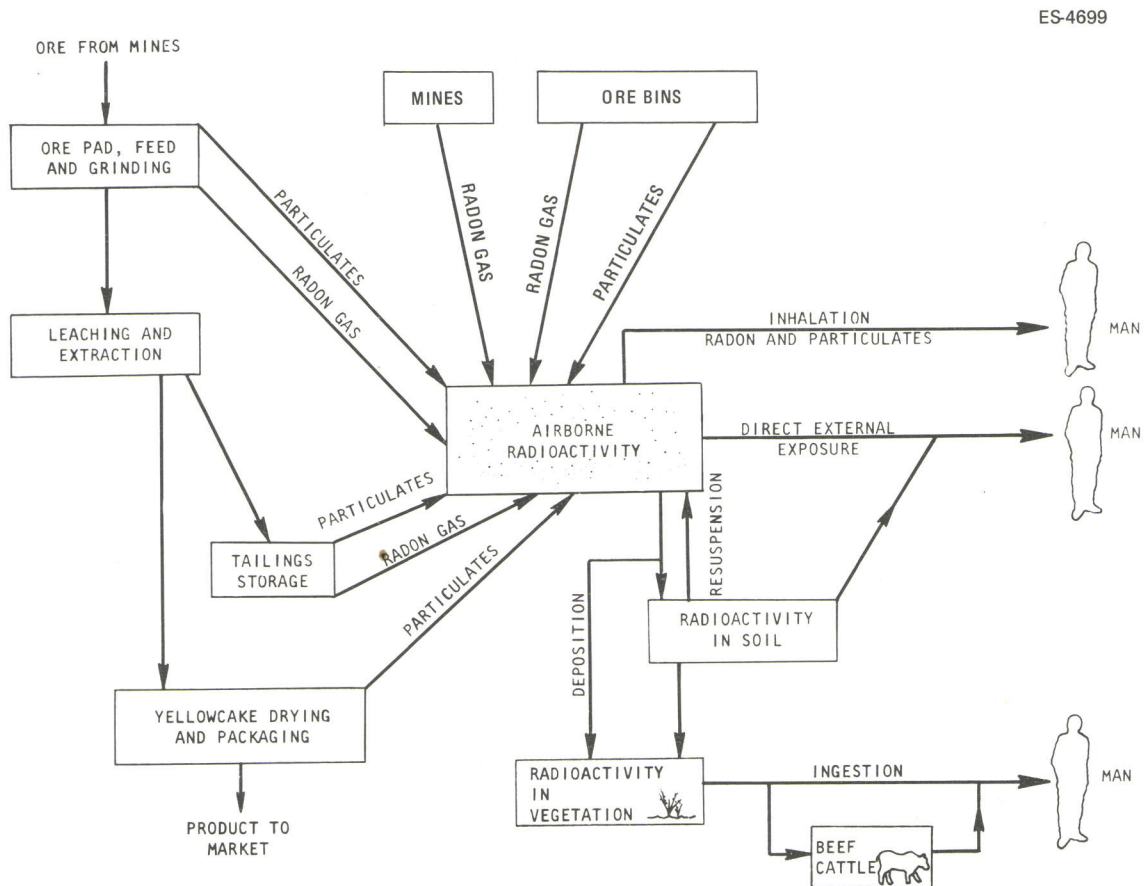 ES-4699
ORE FROM MINES
MINES
ORE BINS
ORE PAD, FEED
AND GRINDING
PARTICULATES
RADON GAS
RADON GAS
RADON GAS
PARTICULATES
LEACHING AND
EXTRACTION
INHALATION
RADON AND PARTICULATES
MAN
AIRBORNE
RADIOACTIVITY
DIRECT EXTERNAL
EXPOSURE
MAN
PARTICULATES
RADON GAS
TAILINGS
STORAGE
PARTICULATES
RESUSPENSION
DEPOSITION
RADIOACTIVITY
IN SOIL
YELLOWCAKE DRYING
AND PACKAGING
RADIOACTIVITY
IN
VEGETATION
INGESTION
MAN
PRODUCT TO
MARKET
BEEF
CATTLE